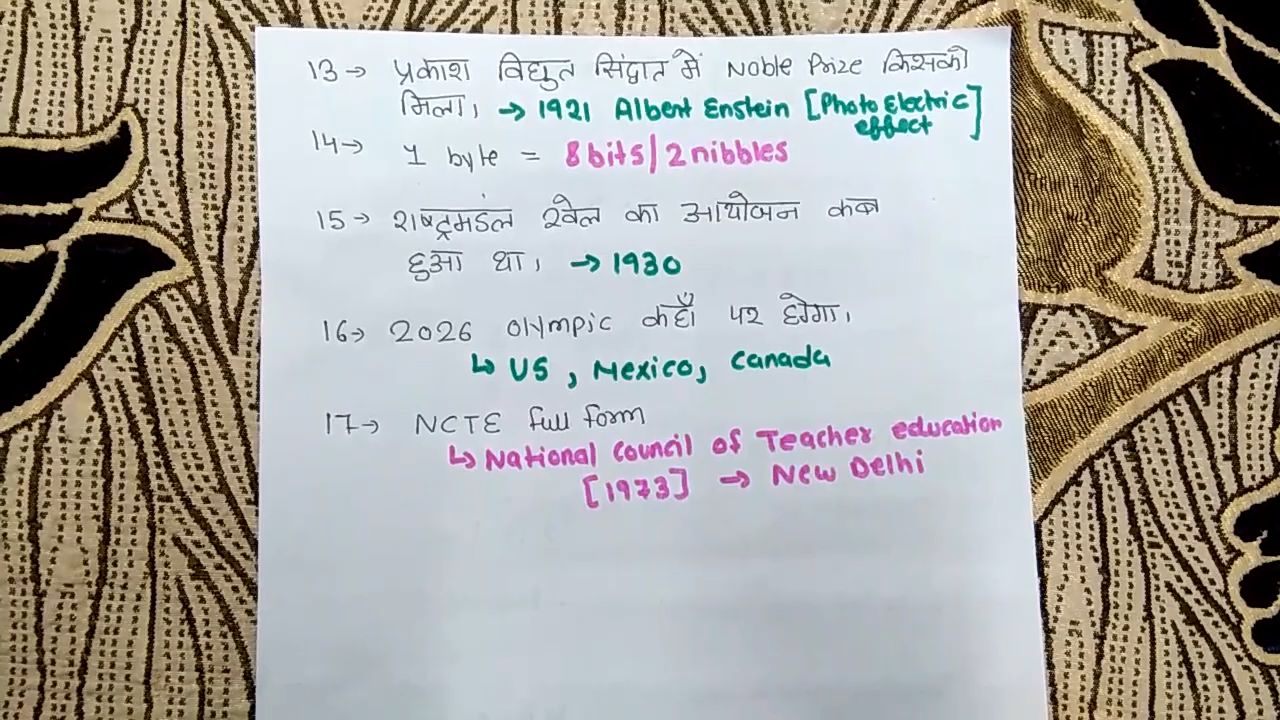 13→ प्रकाश विद्युत सिंद्वात में Noble Prize किसको
मिला। → 1921 Albert Enstein [Photo Electric
effect]
14→ 1 byte = 8 bits/2 nibbles
15→ राष्ट्रमडंल खेल का आयोजन कब
हुआ था। → 1930
16→ 2026 Olympic कहाँ पर होगा।
↳ US, Mexico, Canada
17→ NCTE full form
↳ National Council of Teacher education
[1973] → New Delhi